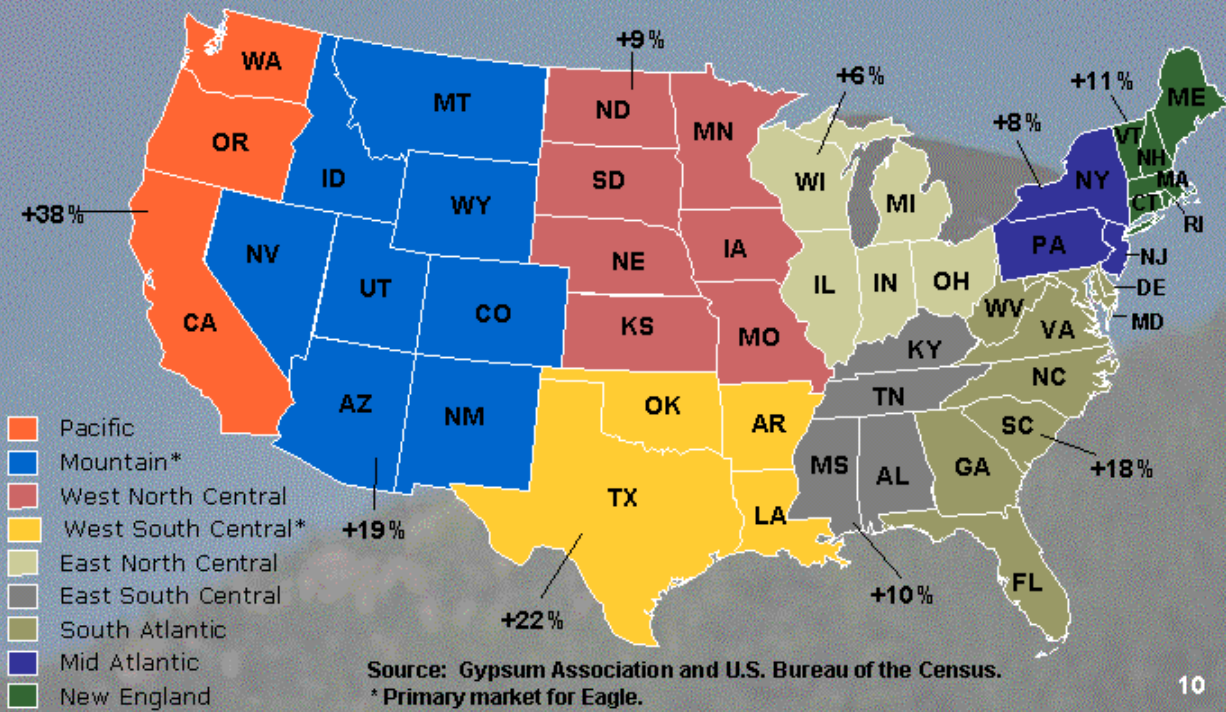 +9%
WA
+6%
+11%
ME
MT
ND
MN
+8%
VT
OR
NH
ID
SD
WI
NY
MA
WY
MI
CT
+38%
RI
NV
NE
IA
PA
NJ
UT
IL
IN
OH
DE
CO
WV
CA
KS
MO
VA
MD
KY
NC
AZ
NM
OK
TN
AR
SC
Pacific
MS
AL
GA
+18%
Mountain*
West North Central
TX
LA
West South Central*
+19%
East North Central
FL
East South Central
+10%
+22%
South Atlantic
Mid Atlantic
Source: Gypsum Association and U.S. Bureau of the Census.
10
New England
* Primary market for Eagle.